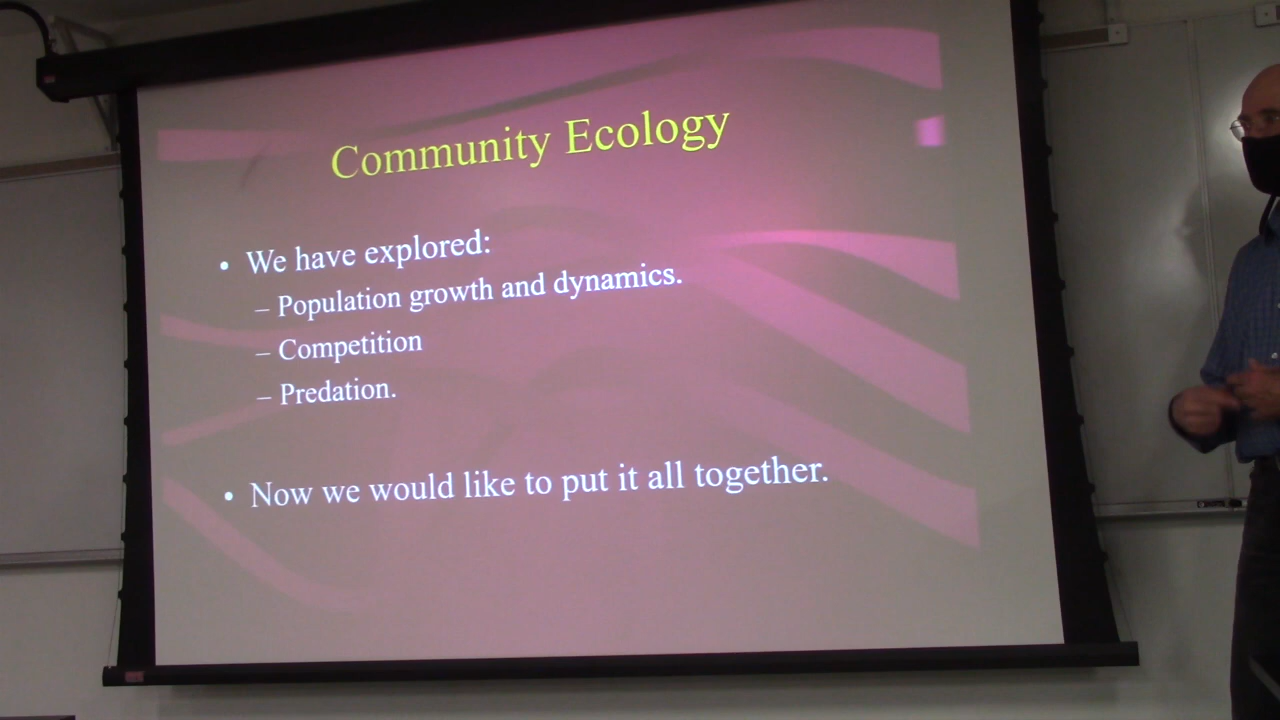 Community Ecology
• We have explored:
– Population growth and dynamics.
– Competition
– Predation.
• Now we would like to put it all together.